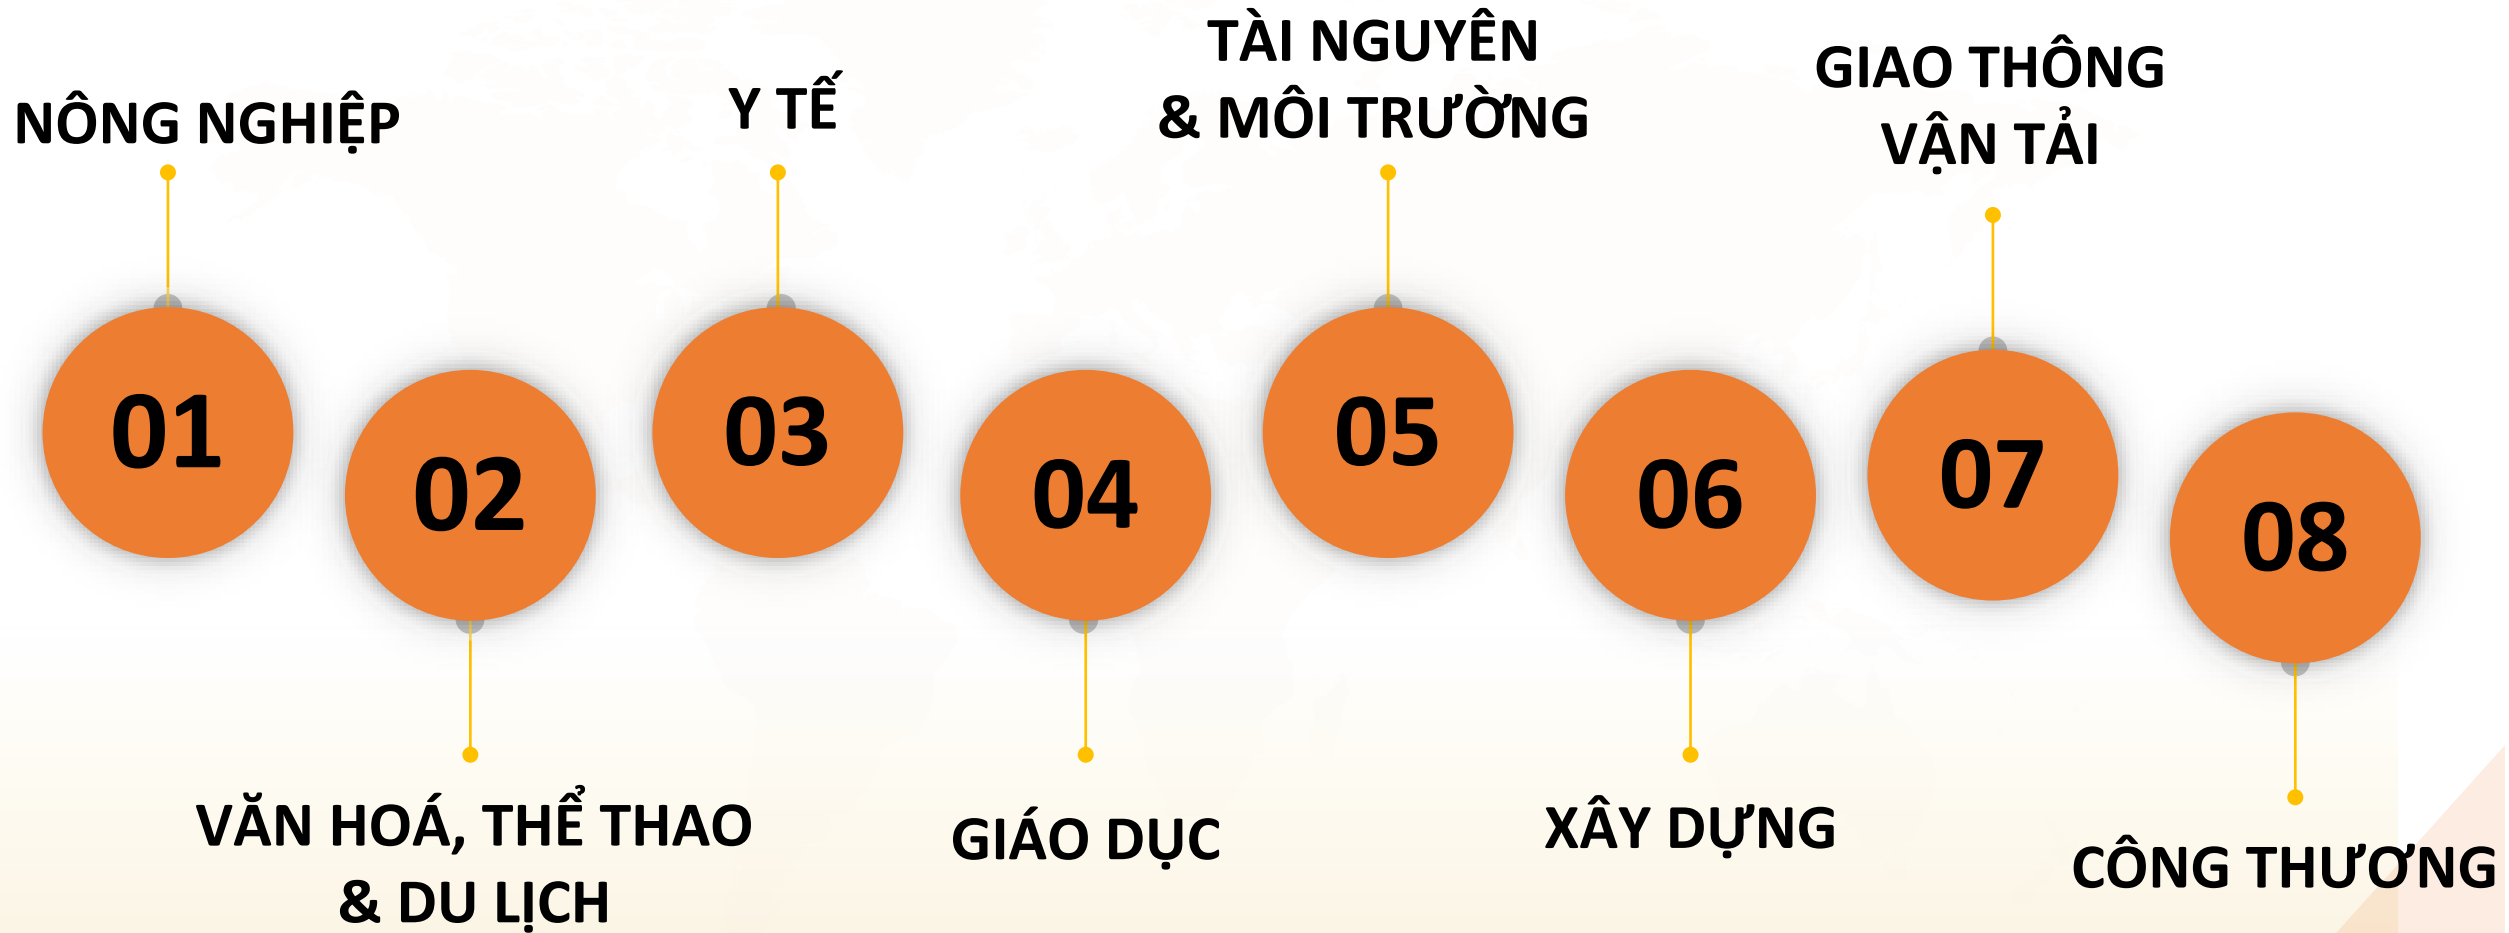 NÔNG NGHIỆP
01
02
VĂN HOÁ, THỂ THAO
& DU LỊCH
Y TẾ
03
04
GIÁO DỤC
TÀI NGUYÊN
& MÔI TRƯỜNG
05
06
XÂY DỰNG
GIAO THÔNG
VẬN TẢI
07
08
CÔNG THƯƠNG